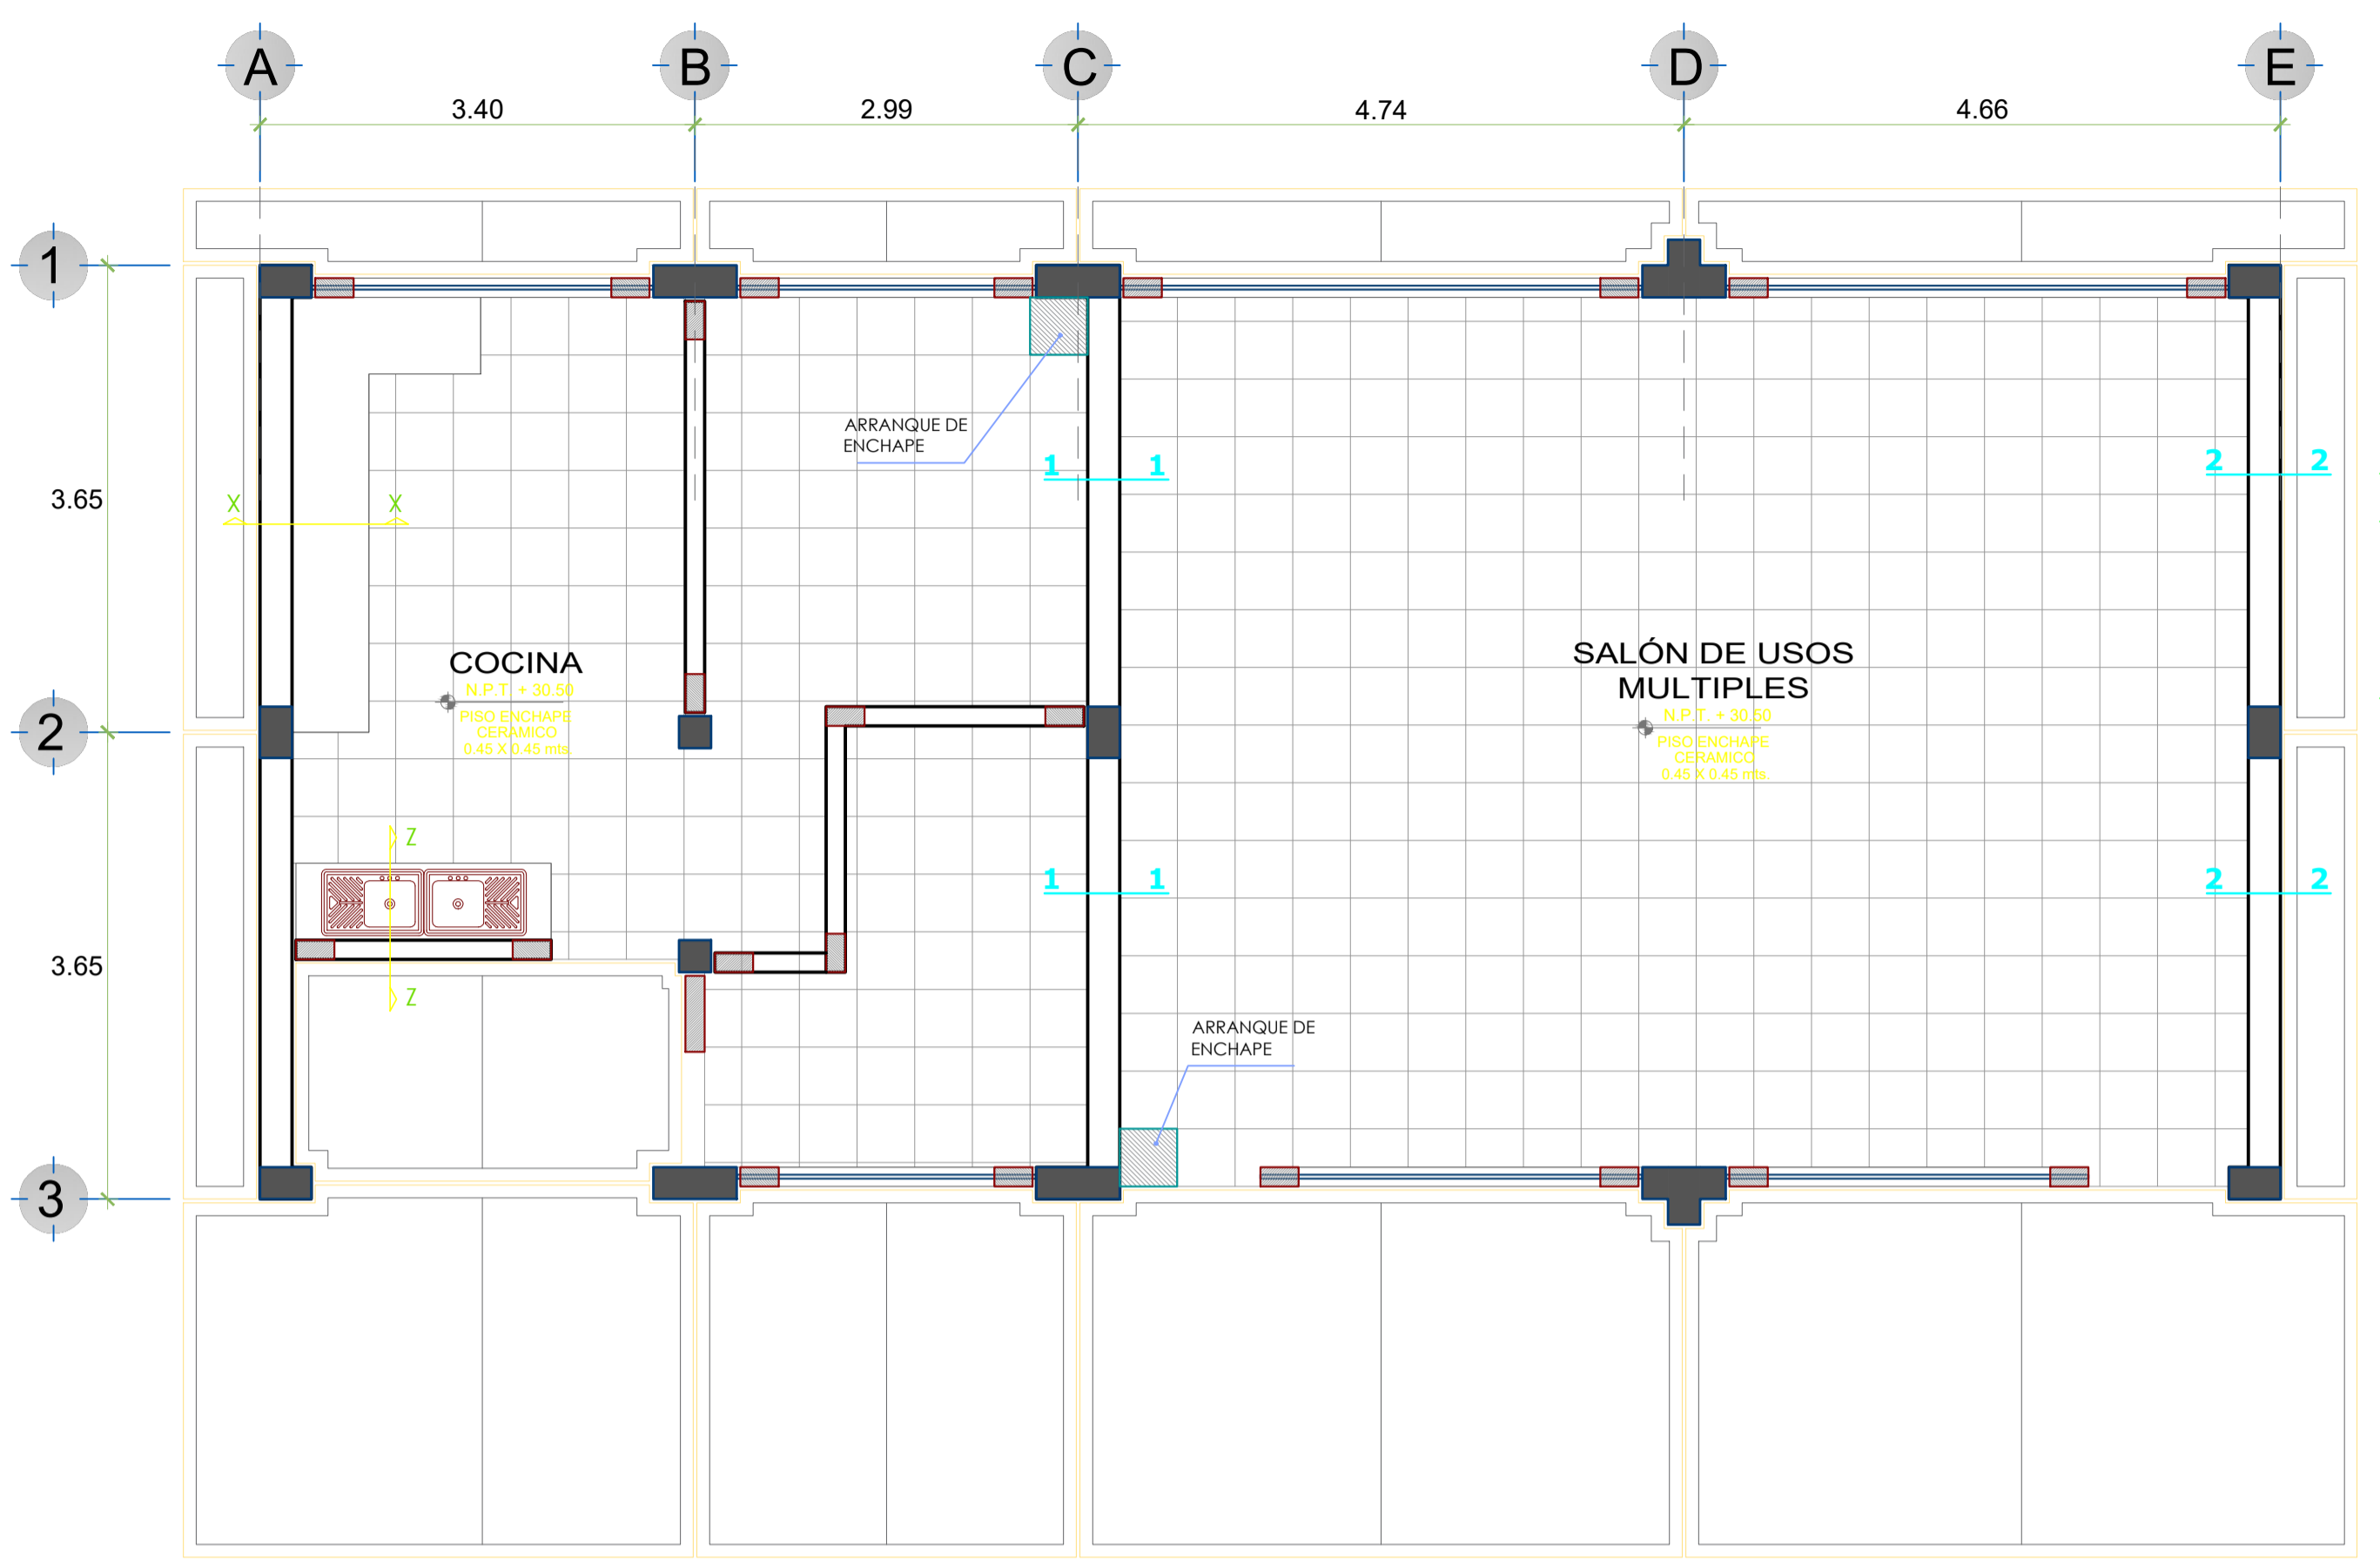 A B C D E
3.40 2.99 4.74 4.66
1
ARRANQUE DE
ENCHAPE
1 1
2 2
3.65
X X
COCINA
N.P.T. + 30.50
PISO ENCHAPE
CERAMICO
0.45 X 0.45 mts.
SALÓN DE USOS
MULTIPLES
N.P.T. + 30.50
PISO ENCHAPE
CERAMICO
0.45 X 0.45 mts.
2
Z
1 1
2 2
3.65
Z
ARRANQUE DE
ENCHAPE
3